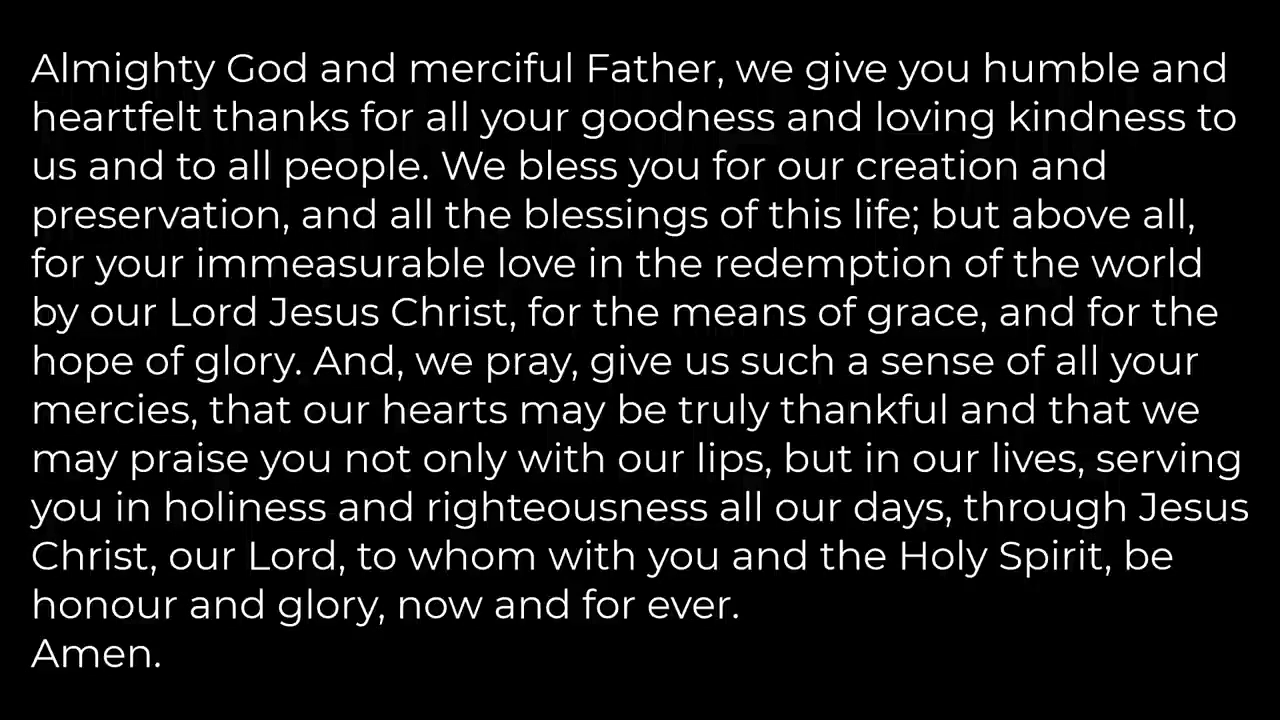 Almighty God and merciful Father, we give you humble and
heartfelt thanks for all your goodness and loving kindness to
us and to all people. We bless you for our creation and
preservation, and all the blessings of this life; but above all,
for your immeasurable love in the redemption of the world
by our Lord Jesus Christ, for the means of grace, and for the
hope of glory. And, we pray, give us such a sense of all your
mercies, that our hearts may be truly thankful and that we
may praise you not only with our lips, but in our lives, serving
you in holiness and righteousness all our days, through Jesus
Christ, our Lord, to whom with you and the Holy Spirit, be
honour and glory, now and for ever.
Amen.